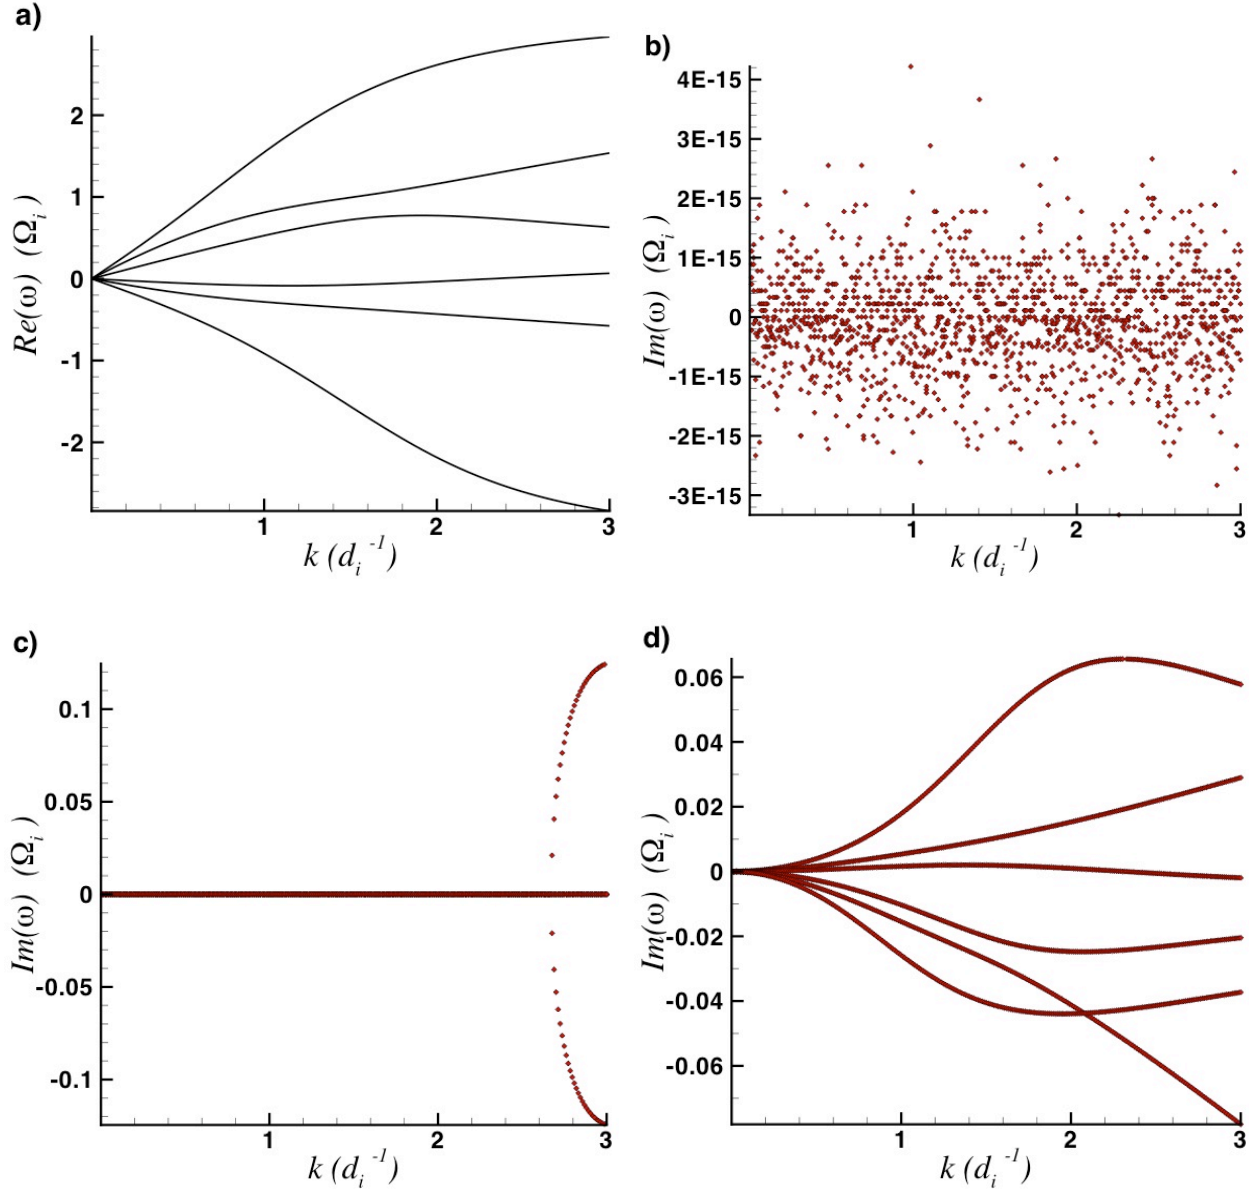 a)
2
1
0
-1
-2
Re(ω) (Ωi)
1 2 3
k (di-1)
b)
4E-15
3E-15
2E-15
1E-15
0
-1E-15
-2E-15
-3E-15
Im(ω) (Ωi)
1 2 3
k (di-1)
c)
0.1
0.05
0
-0.05
-0.1
Im(ω) (Ωi)
1 2 3
k (di-1)
d)
0.06
0.04
0.02
0
-0.02
-0.04
-0.06
Im(ω) (Ωi)
1 2 3
k (di-1)